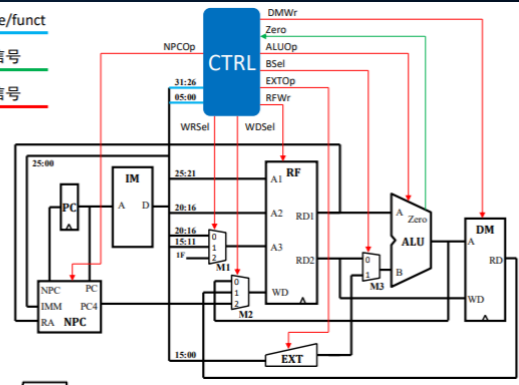 e/funct
信号
信号
DMWr
Zero
NPCOp
ALUOp
CTRL
BSel
EXTOp
31:26
05:00
RFWr
WRSel
WDSel
25:00
IM
RF
25:21
A1
PC
A
D
20:16
A2
RD1
A
Zero
20:16
0
ALU
DM
15:11
1
A3
A
1F
2
RD2
0
RD
M1
1
B
NPC
PC
0
M3
IMM
PC4
1
WD
WD
2
RA
NPC
M2
15:00
EXT